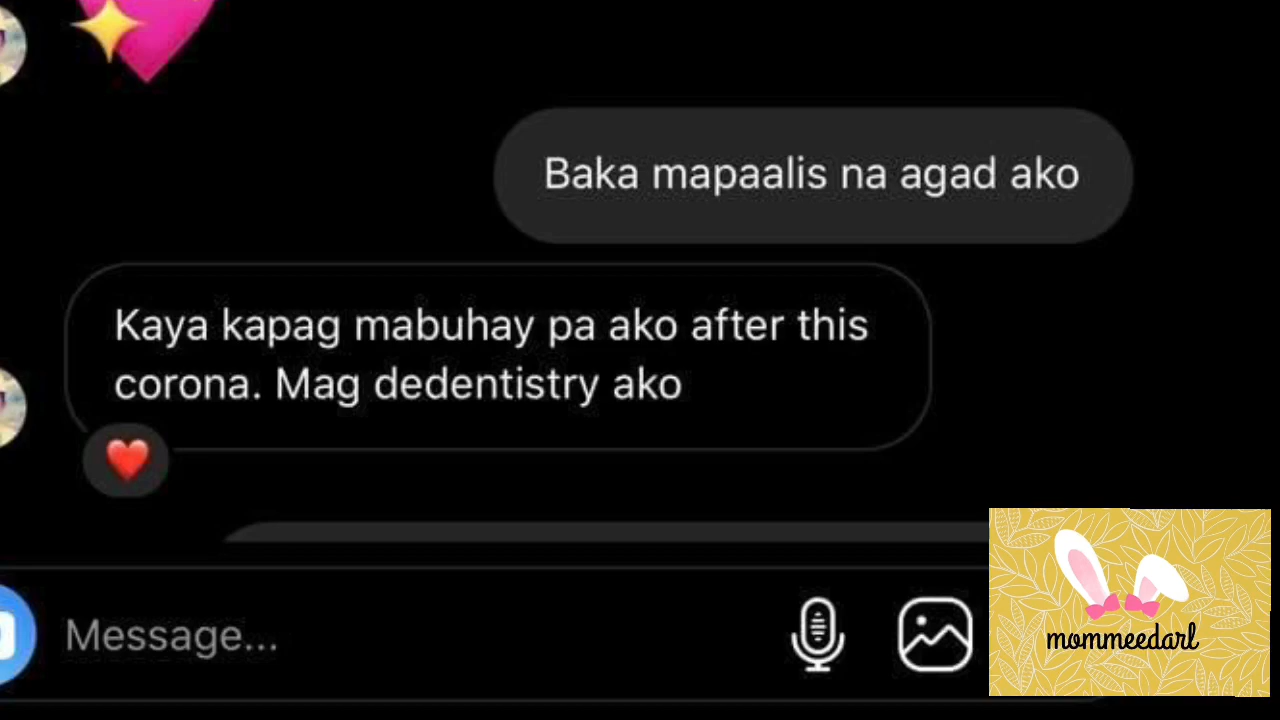 Baka mapaalis na agad ako
Kaya kapag mabuhay pa ako after this
corona. Mag dedentistry ako
Message...
mommeedarl